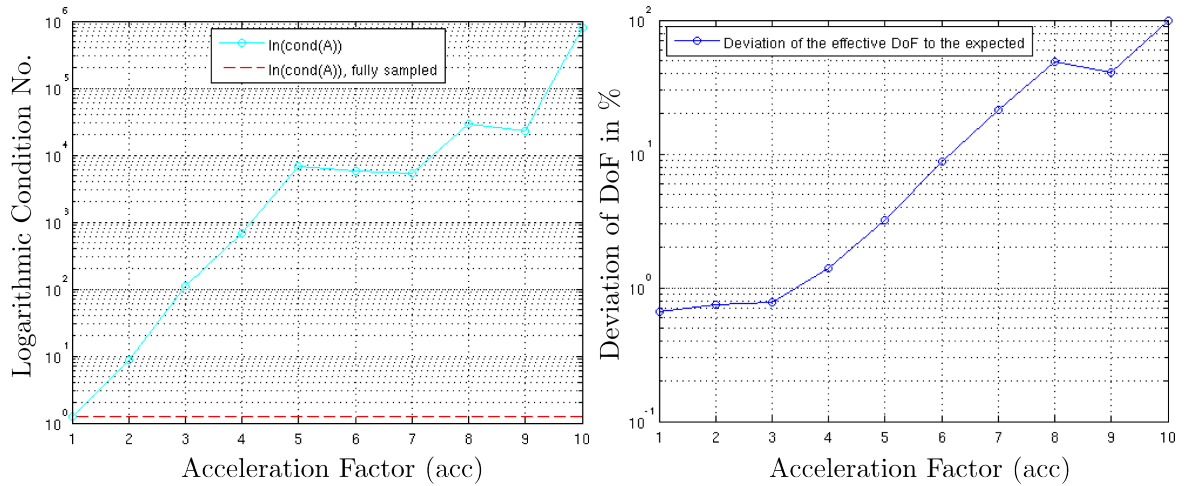 ln(cond(A))
ln(cond(A)), fully sampled
Logarithmic Condition No.
10^6
10^5
10^4
10^3
10^2
10^1
10^0
1 2 3 4 5 6 7 8 9 10
Acceleration Factor (acc)
Deviation of the effective DoF to the expected
Deviation of DoF in %
10^2
10^1
10^0
10^-1
1 2 3 4 5 6 7 8 9 10
Acceleration Factor (acc)